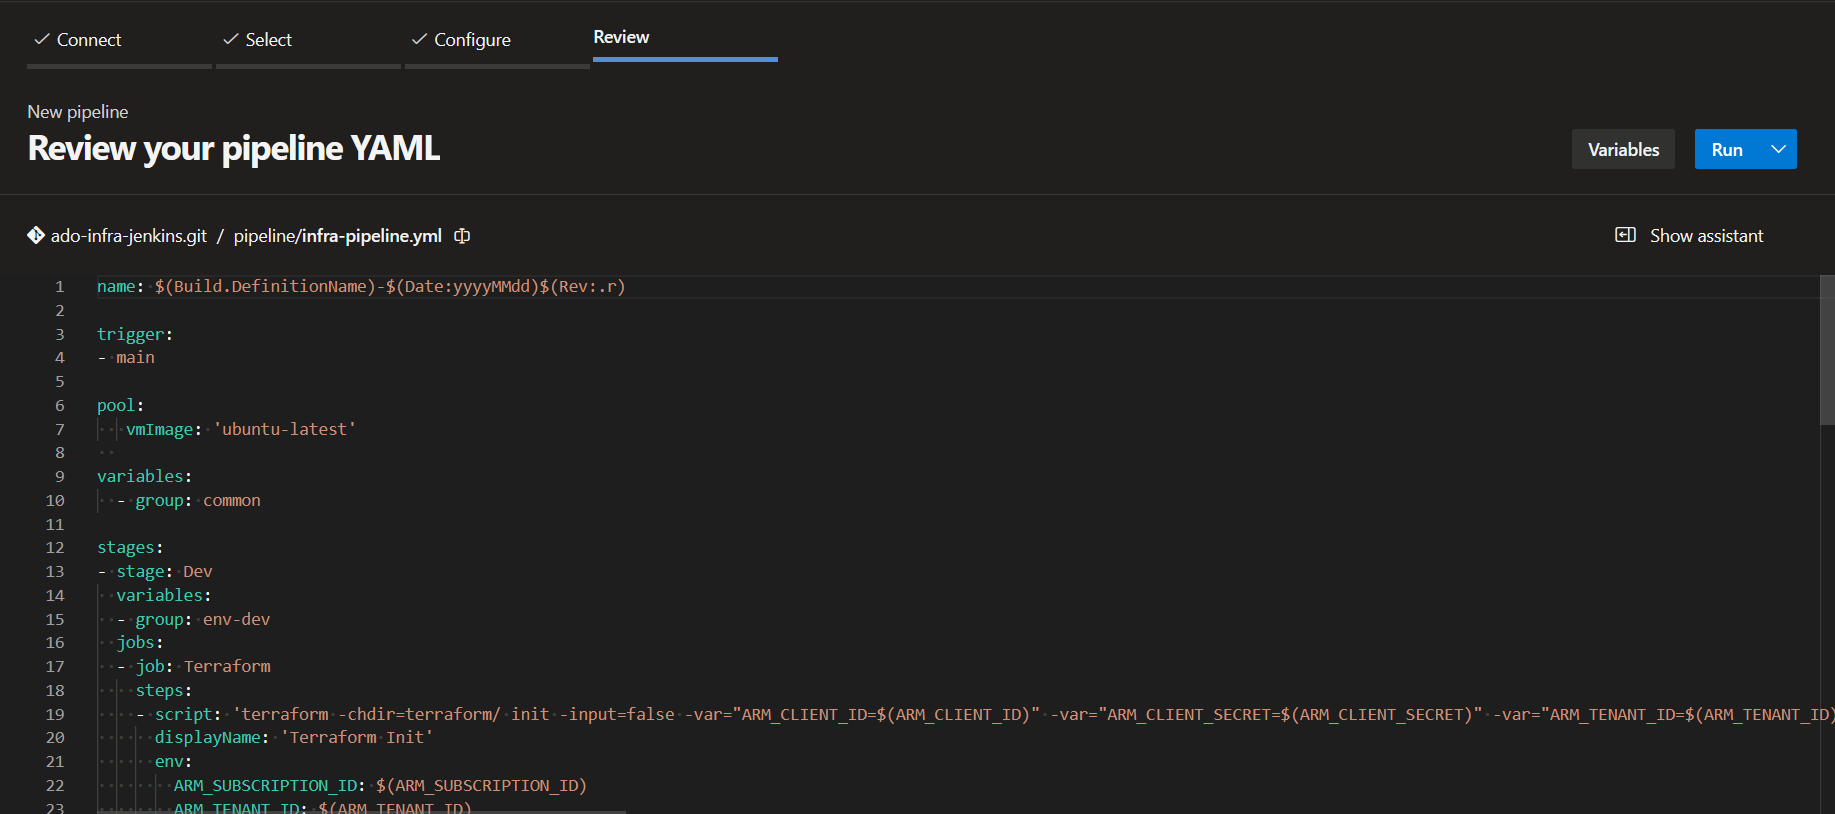 Connect Select Configure Review
New pipeline
Review your pipeline YAML
Variables Run
ado-infra-jenkins.git / pipeline/infra-pipeline.yml Show assistant
1 name: $(Build.DefinitionName)-$(Date:yyyyMMdd)$(Rev:.r)
2
3 trigger:
4 - main
5
6 pool:
7 vmImage: 'ubuntu-latest'
8
9 variables:
10 - group: common
11
12 stages:
13 - stage: Dev
14 variables:
15 - group: env-dev
16 jobs:
17 - job: Terraform
18 steps:
19 - script: 'terraform -chdir=terraform/ init -input=false -var="ARM_CLIENT_ID=$(ARM_CLIENT_ID)" -var="ARM_CLIENT_SECRET=$(ARM_CLIENT_SECRET)" -var="ARM_TENANT_ID=$(ARM_TENANT_ID)
20 displayName: 'Terraform Init'
21 env:
22 ARM_SUBSCRIPTION_ID: $(ARM_SUBSCRIPTION_ID)
23 ARM_TENANT_ID: $(ARM_TENANT_ID)